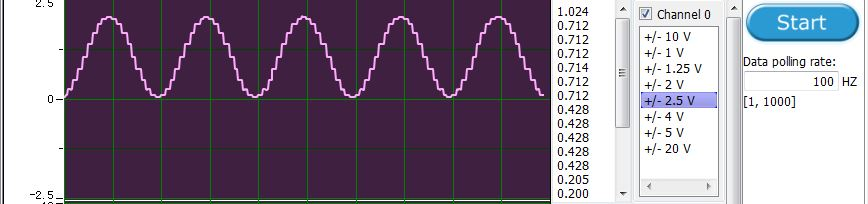 2.5
0
-2.5
1.024
0.712
0.712
0.712
0.714
0.712
0.712
0.428
0.428
0.428
0.428
0.428
0.205
0.200
Channel 0
+/- 10 V
+/- 1 V
+/- 1.25 V
+/- 2 V
+/- 2.5 V
+/- 4 V
+/- 5 V
+/- 20 V
Start
Data polling rate:
100 HZ
[1, 1000]